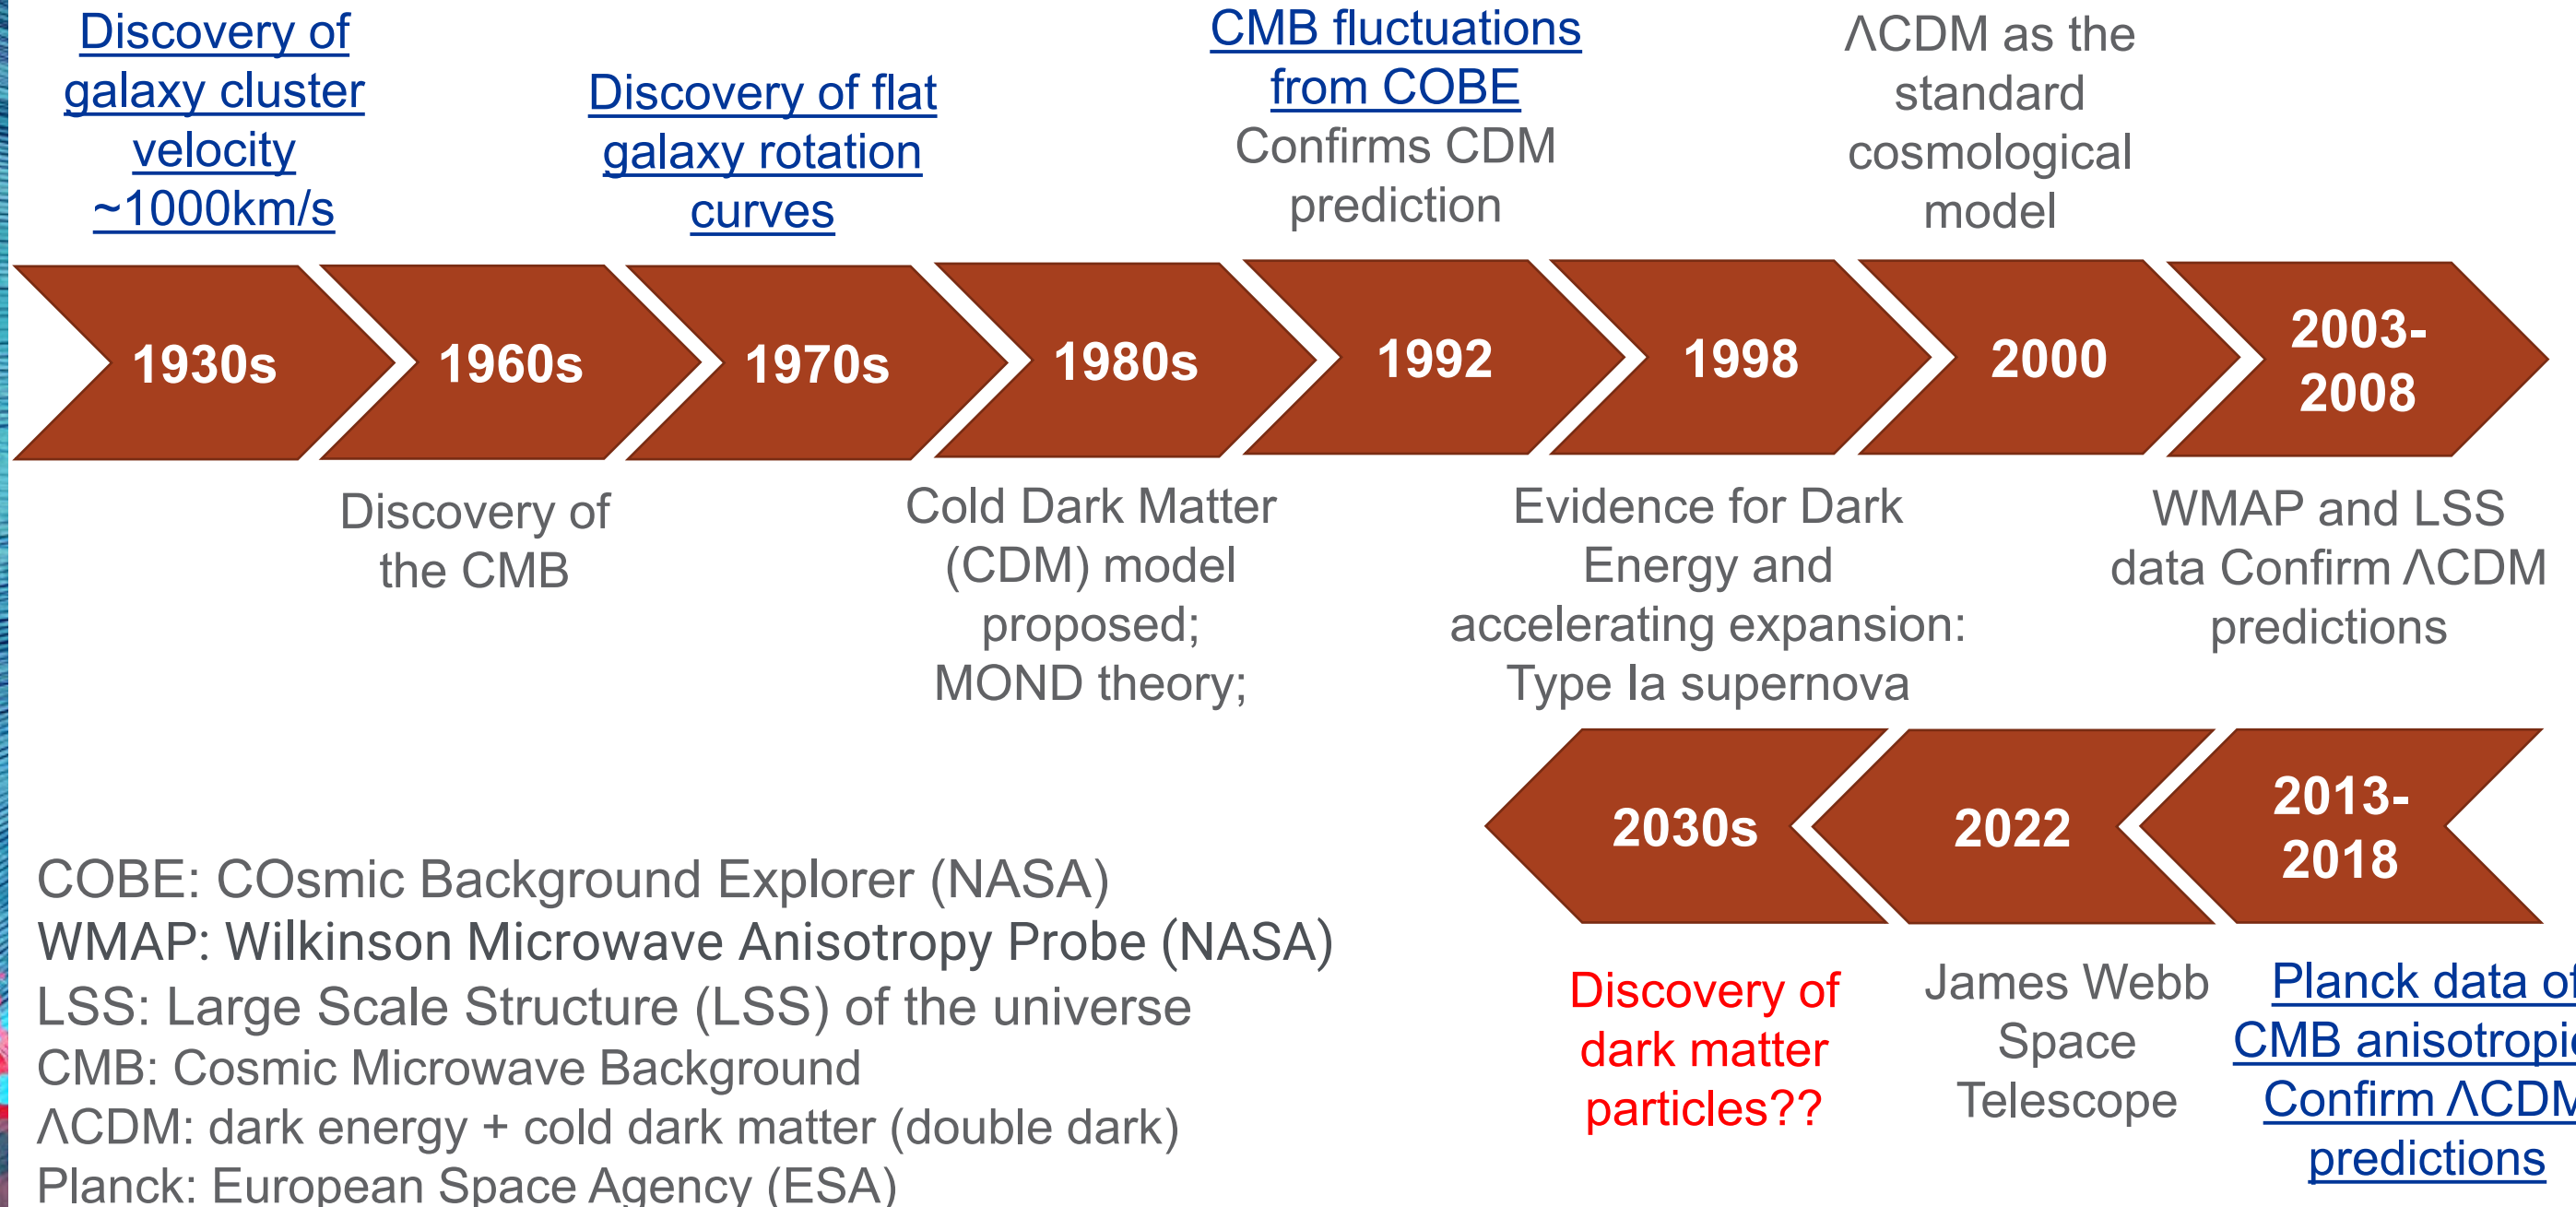 Discovery of
galaxy cluster
velocity
~1000km/s
Discovery of flat
galaxy rotation
curves
CMB fluctuations
from COBE
Confirms CDM
prediction
ΛCDM as the
standard
cosmological
model
1930s
1960s
1970s
1980s
1992
1998
2000
2003-
2008
Discovery of
the CMB
Cold Dark Matter
(CDM) model
proposed;
MOND theory;
Evidence for Dark
Energy and
accelerating expansion:
Type Ia supernova
WMAP and LSS
data Confirm ΛCDM
predictions
2030s
2022
2013-
2018
Discovery of
dark matter
particles??
James Webb
Space
Telescope
Planck data of
CMB anisotropic
Confirm ΛCDM
predictions
COBE: COsmic Background Explorer (NASA)
WMAP: Wilkinson Microwave Anisotropy Probe (NASA)
LSS: Large Scale Structure (LSS) of the universe
CMB: Cosmic Microwave Background
ΛCDM: dark energy + cold dark matter (double dark)
Planck: European Space Agency (ESA)